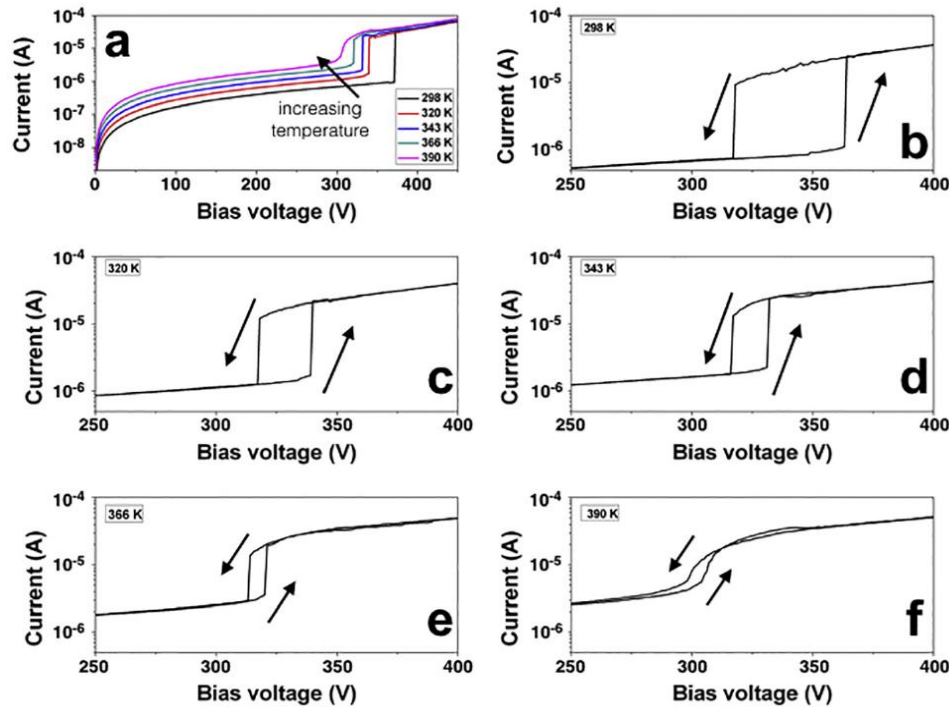 a
10⁻⁴
10⁻⁵
10⁻⁶
10⁻⁷
10⁻⁸
Current (A)
increasing
temperature
298 K
320 K
343 K
366 K
390 K
0
100
200
300
400
Bias voltage (V)
298 K
b
10⁻⁴
10⁻⁵
10⁻⁶
Current (A)
250
300
350
400
Bias voltage (V)
320 K
c
10⁻⁴
10⁻⁵
10⁻⁶
Current (A)
250
300
350
400
Bias voltage (V)
343 K
d
10⁻⁴
10⁻⁵
10⁻⁶
Current (A)
250
300
350
400
Bias voltage (V)
366 K
e
10⁻⁴
10⁻⁵
10⁻⁶
Current (A)
250
300
350
400
Bias voltage (V)
390 K
f
10⁻⁴
10⁻⁵
10⁻⁶
Current (A)
250
300
350
400
Bias voltage (V)